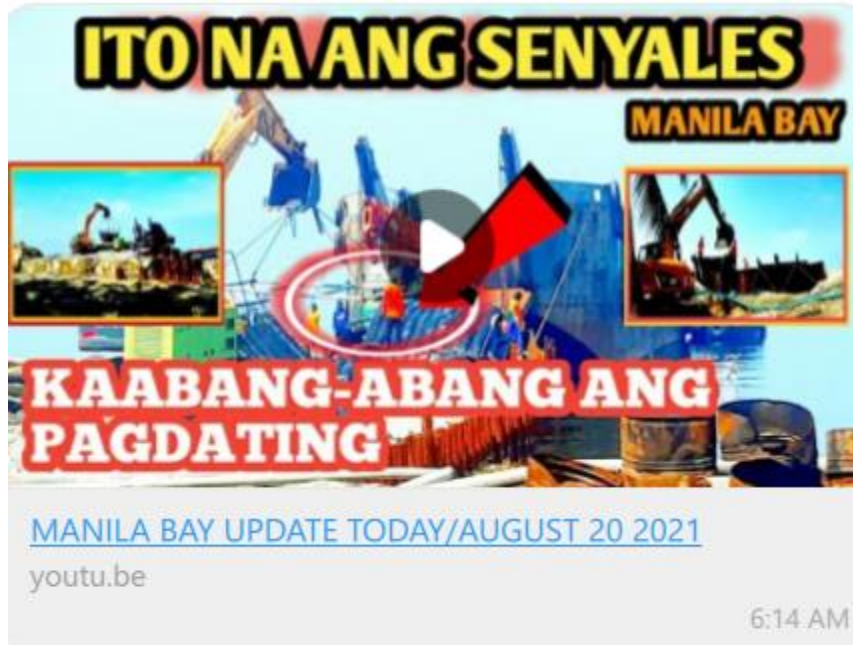 ITO NA ANG SENYALES
MANILA BAY
KAABANG-ABANG ANG
PAGDATING
MANILA BAY UPDATE TODAY/AUGUST 20 2021
youtu.be
6:14 AM